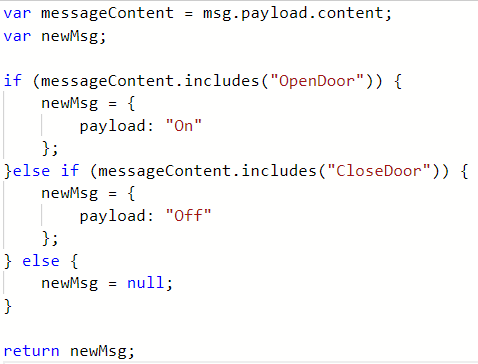 var messageContent = msg.payload.content;
var newMsg;

if (messageContent.includes("OpenDoor")) {
    newMsg = {
        payload: "On"
    };
}else if (messageContent.includes("CloseDoor")) {
    newMsg = {
        payload: "Off"
    };
} else {
    newMsg = null;
}

return newMsg;